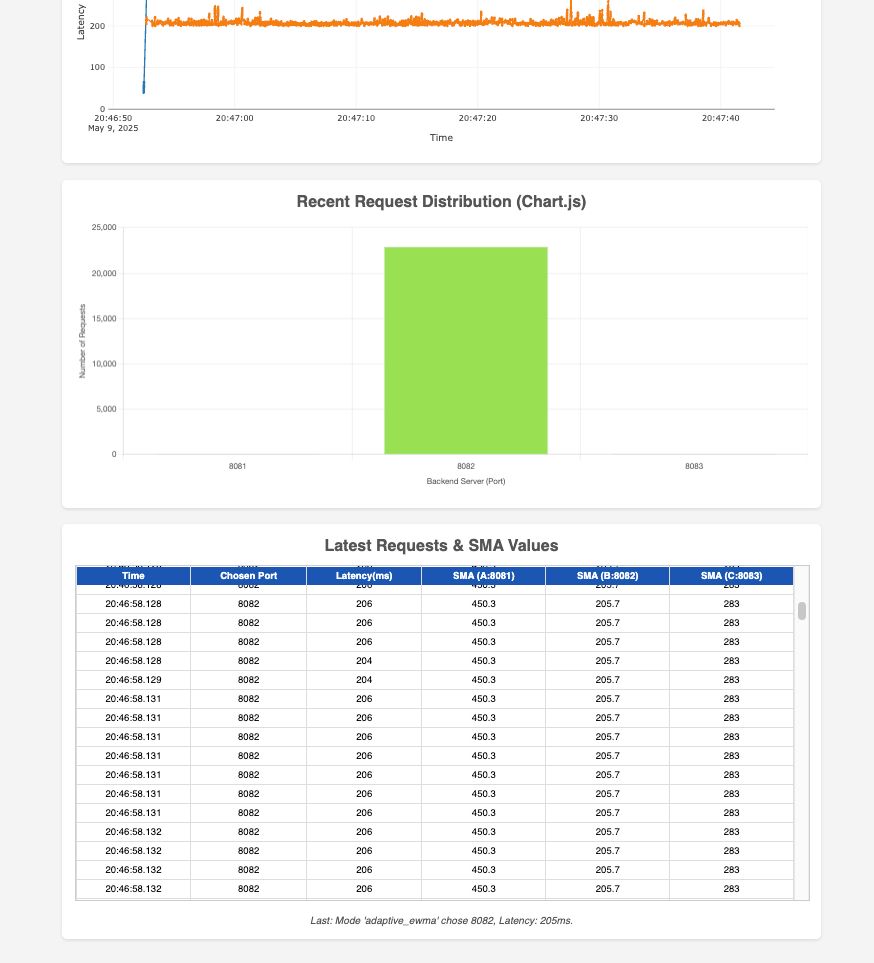 Latency
200
100
0
20:46:50
May 9, 2025
20:47:00
20:47:10
20:47:20
20:47:30
20:47:40
Time
Recent Request Distribution (Chart.js)
Number of Requests
25,000
20,000
15,000
10,000
5,000
0
8081
8082
8083
Backend Server (Port)
Latest Requests & SMA Values
Time Chosen Port Latency(ms) SMA (A:8081) SMA (B:8082) SMA (C:8083)
20:46:58.128 8082 206 450.3 205.7 283
20:46:58.128 8082 206 450.3 205.7 283
20:46:58.128 8082 206 450.3 205.7 283
20:46:58.128 8082 204 450.3 205.7 283
20:46:58.129 8082 204 450.3 205.7 283
20:46:58.131 8082 206 450.3 205.7 283
20:46:58.131 8082 206 450.3 205.7 283
20:46:58.131 8082 206 450.3 205.7 283
20:46:58.131 8082 206 450.3 205.7 283
20:46:58.131 8082 206 450.3 205.7 283
20:46:58.131 8082 206 450.3 205.7 283
20:46:58.131 8082 206 450.3 205.7 283
20:46:58.132 8082 206 450.3 205.7 283
20:46:58.132 8082 206 450.3 205.7 283
20:46:58.132 8082 206 450.3 205.7 283
20:46:58.132 8082 206 450.3 205.7 283
Last: Mode 'adaptive_ewma' chose 8082, Latency: 205ms.